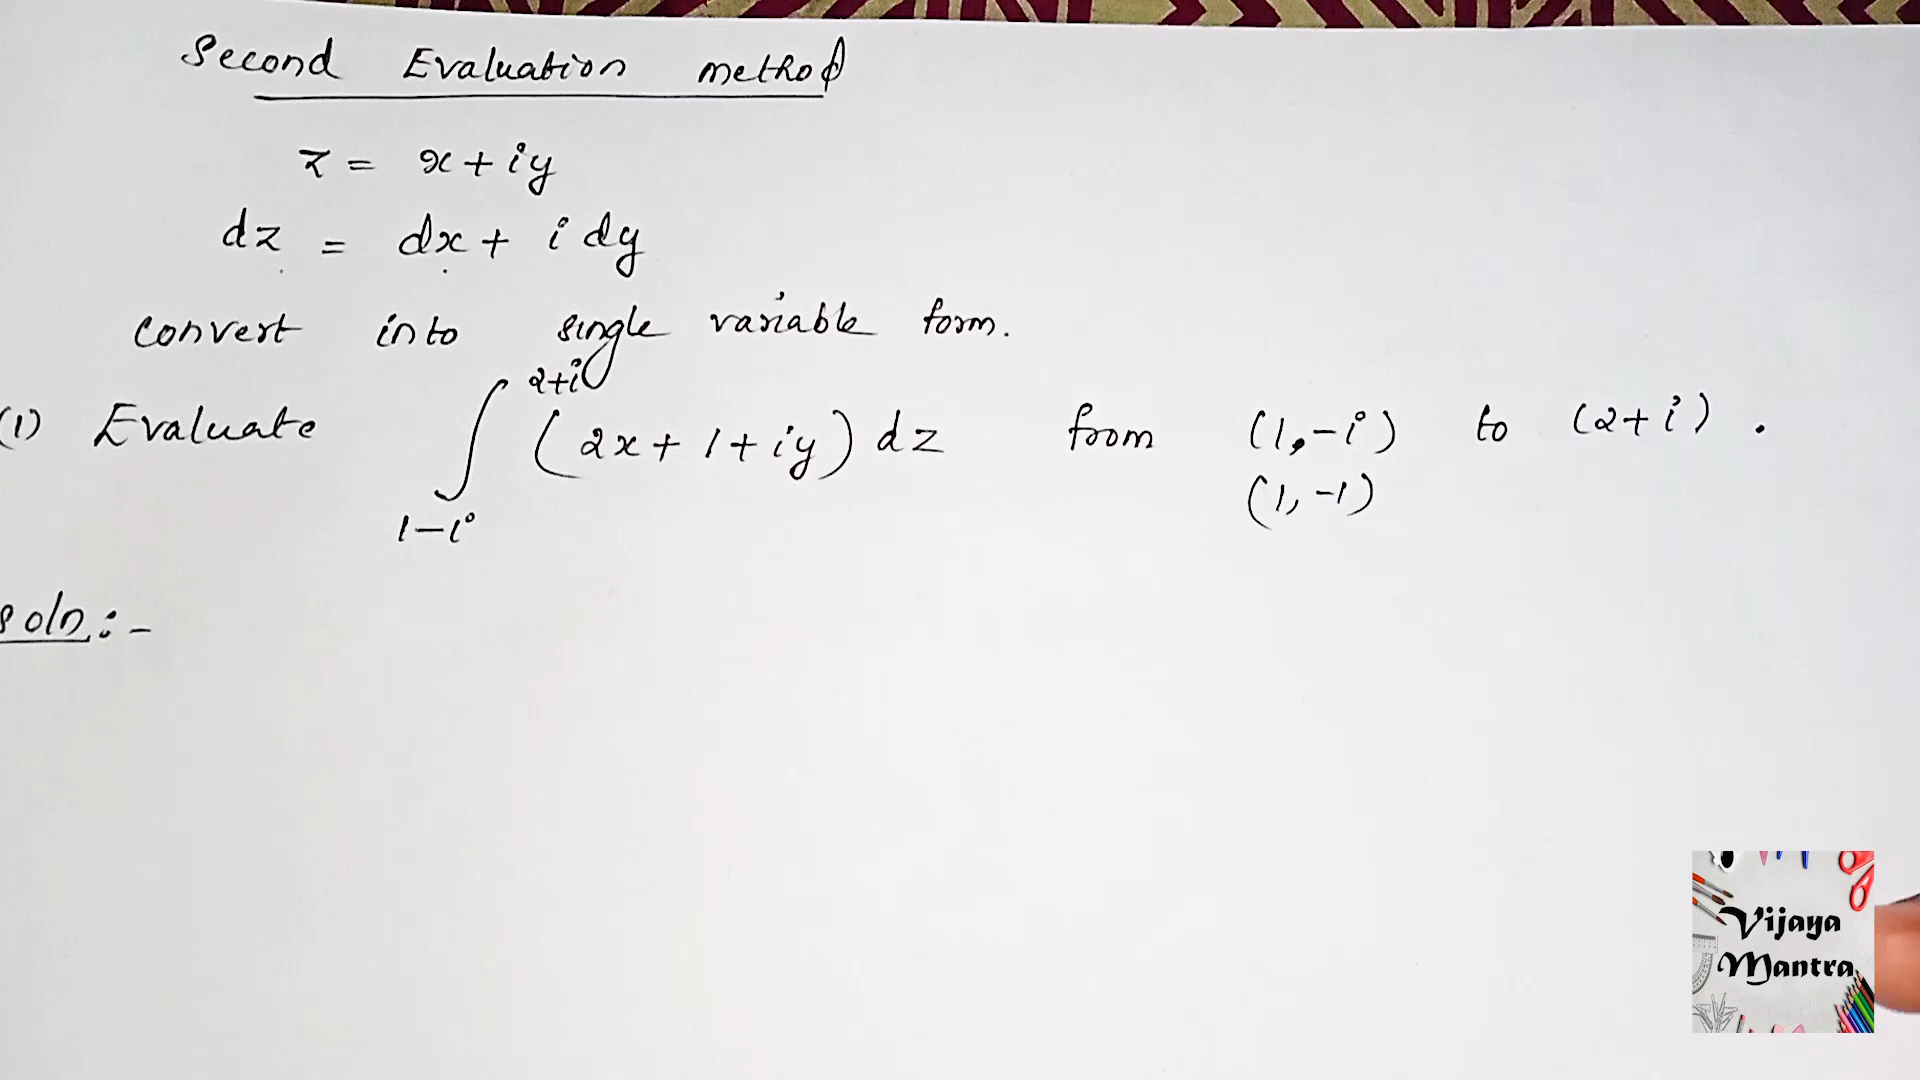 Second Evaluation method
z = x + iy
dz = dx + i dy
convert into single variable form.
(1) Evaluate ∫_{1-i}^{2+i} (2x + 1 + iy) dz from (1,-i) to (2+i).
(1, -1)
soln:-
Vijaya
Mantra